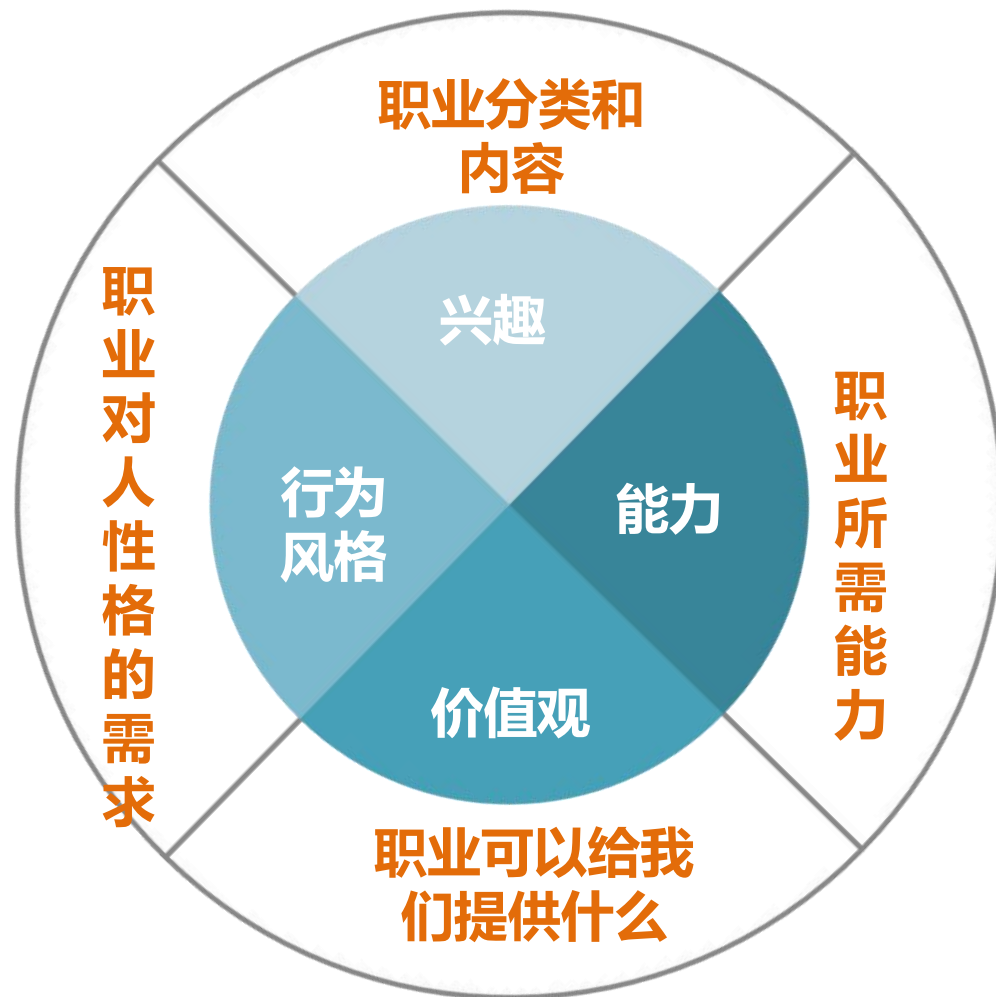 职业分类和
内容
兴趣
职业对人性格的需求
行为
风格
能力
职业所需能力
价值观
职业可以给我
们提供什么